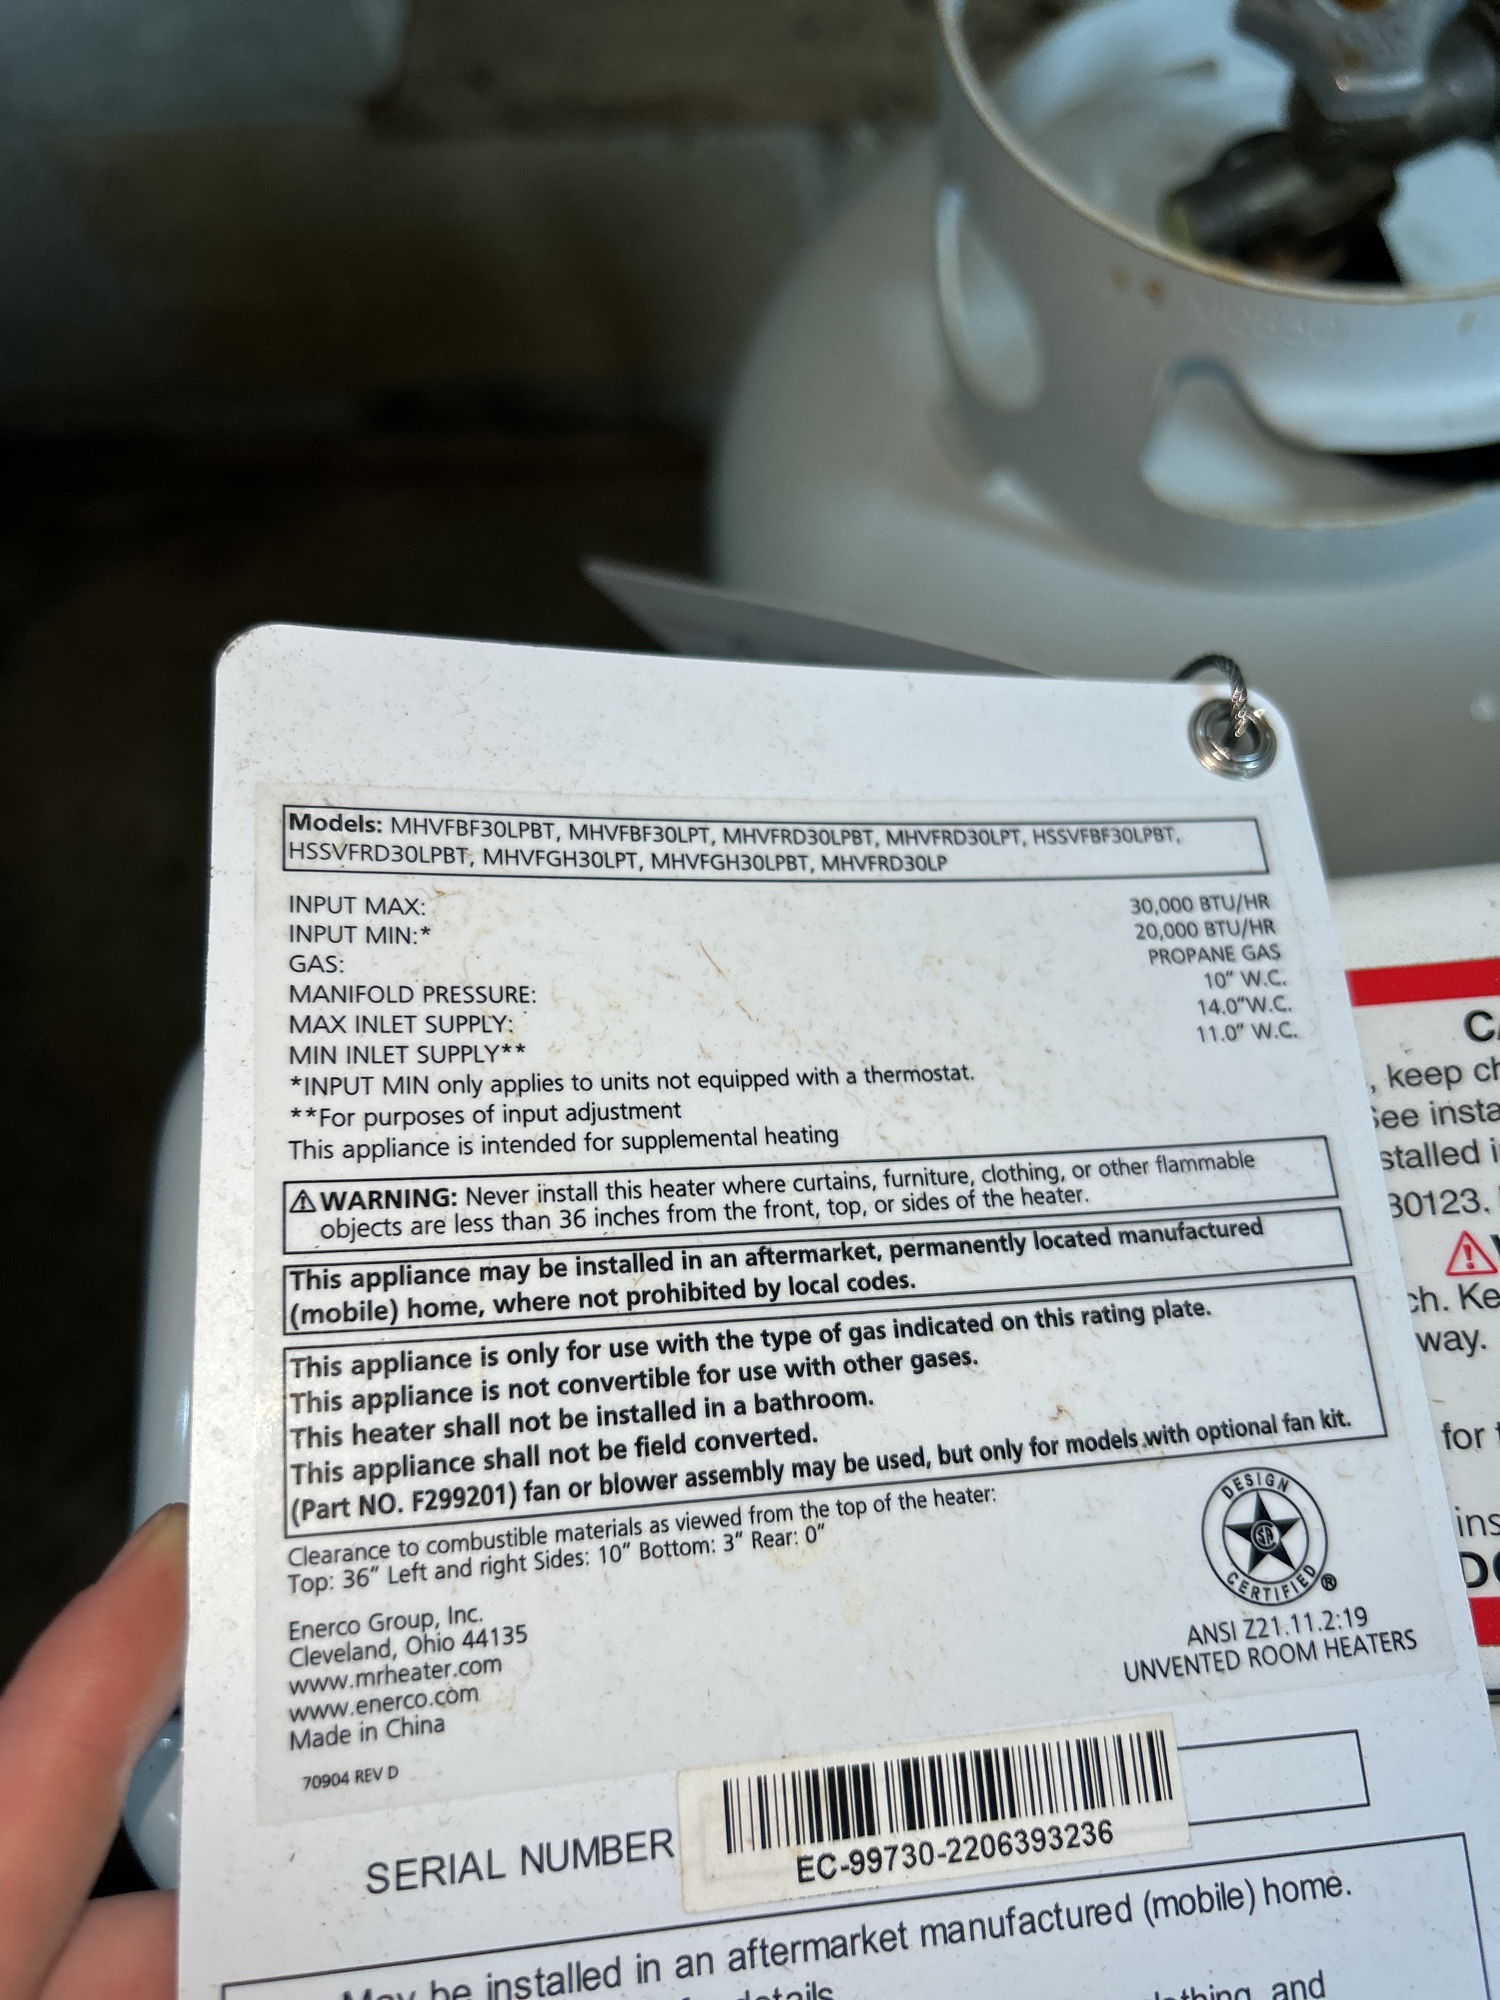 Models: MHVFBF30LPBT, MHVFBF30LPT, MHVFRD30LPBT, MHVFRD30LPT, HSSVFBF30LPBT,
HSSVFRD30LPBT, MHVFGH30LPT, MHVFGH30LPBT, MHVFRD30LP
INPUT MAX: 30,000 BTU/HR
INPUT MIN:* 20,000 BTU/HR
GAS: PROPANE GAS
MANIFOLD PRESSURE: 10" W.C.
MAX INLET SUPPLY: 14.0"W.C.
MIN INLET SUPPLY** 11.0" W.C.
*INPUT MIN only applies to units not equipped with a thermostat.
**For purposes of input adjustment
This appliance is intended for supplemental heating
⚠WARNING: Never install this heater where curtains, furniture, clothing, or other flammable
objects are less than 36 inches from the front, top, or sides of the heater.
This appliance may be installed in an aftermarket, permanently located manufactured
(mobile) home, where not prohibited by local codes.
This appliance is only for use with the type of gas indicated on this rating plate.
This appliance is not convertible for use with other gases.
This heater shall not be installed in a bathroom.
This appliance shall not be field converted.
(Part NO. F299201) fan or blower assembly may be used, but only for models with optional fan kit.
Clearance to combustible materials as viewed from the top of the heater:
Top: 36" Left and right Sides: 10" Bottom: 3" Rear: 0"
Enerco Group, Inc.
Cleveland, Ohio 44135
www.mrheater.com
www.enerco.com
Made in China
70904 REV D
DESIGN
CERTIFIED®
ANSI Z21.11.2:19
UNVENTED ROOM HEATERS
SERIAL NUMBER
EC-99730-2206393236
May be installed in an aftermarket manufactured (mobile) home.
details
and
, keep
See
30123.
⚠
Ke
way.
for